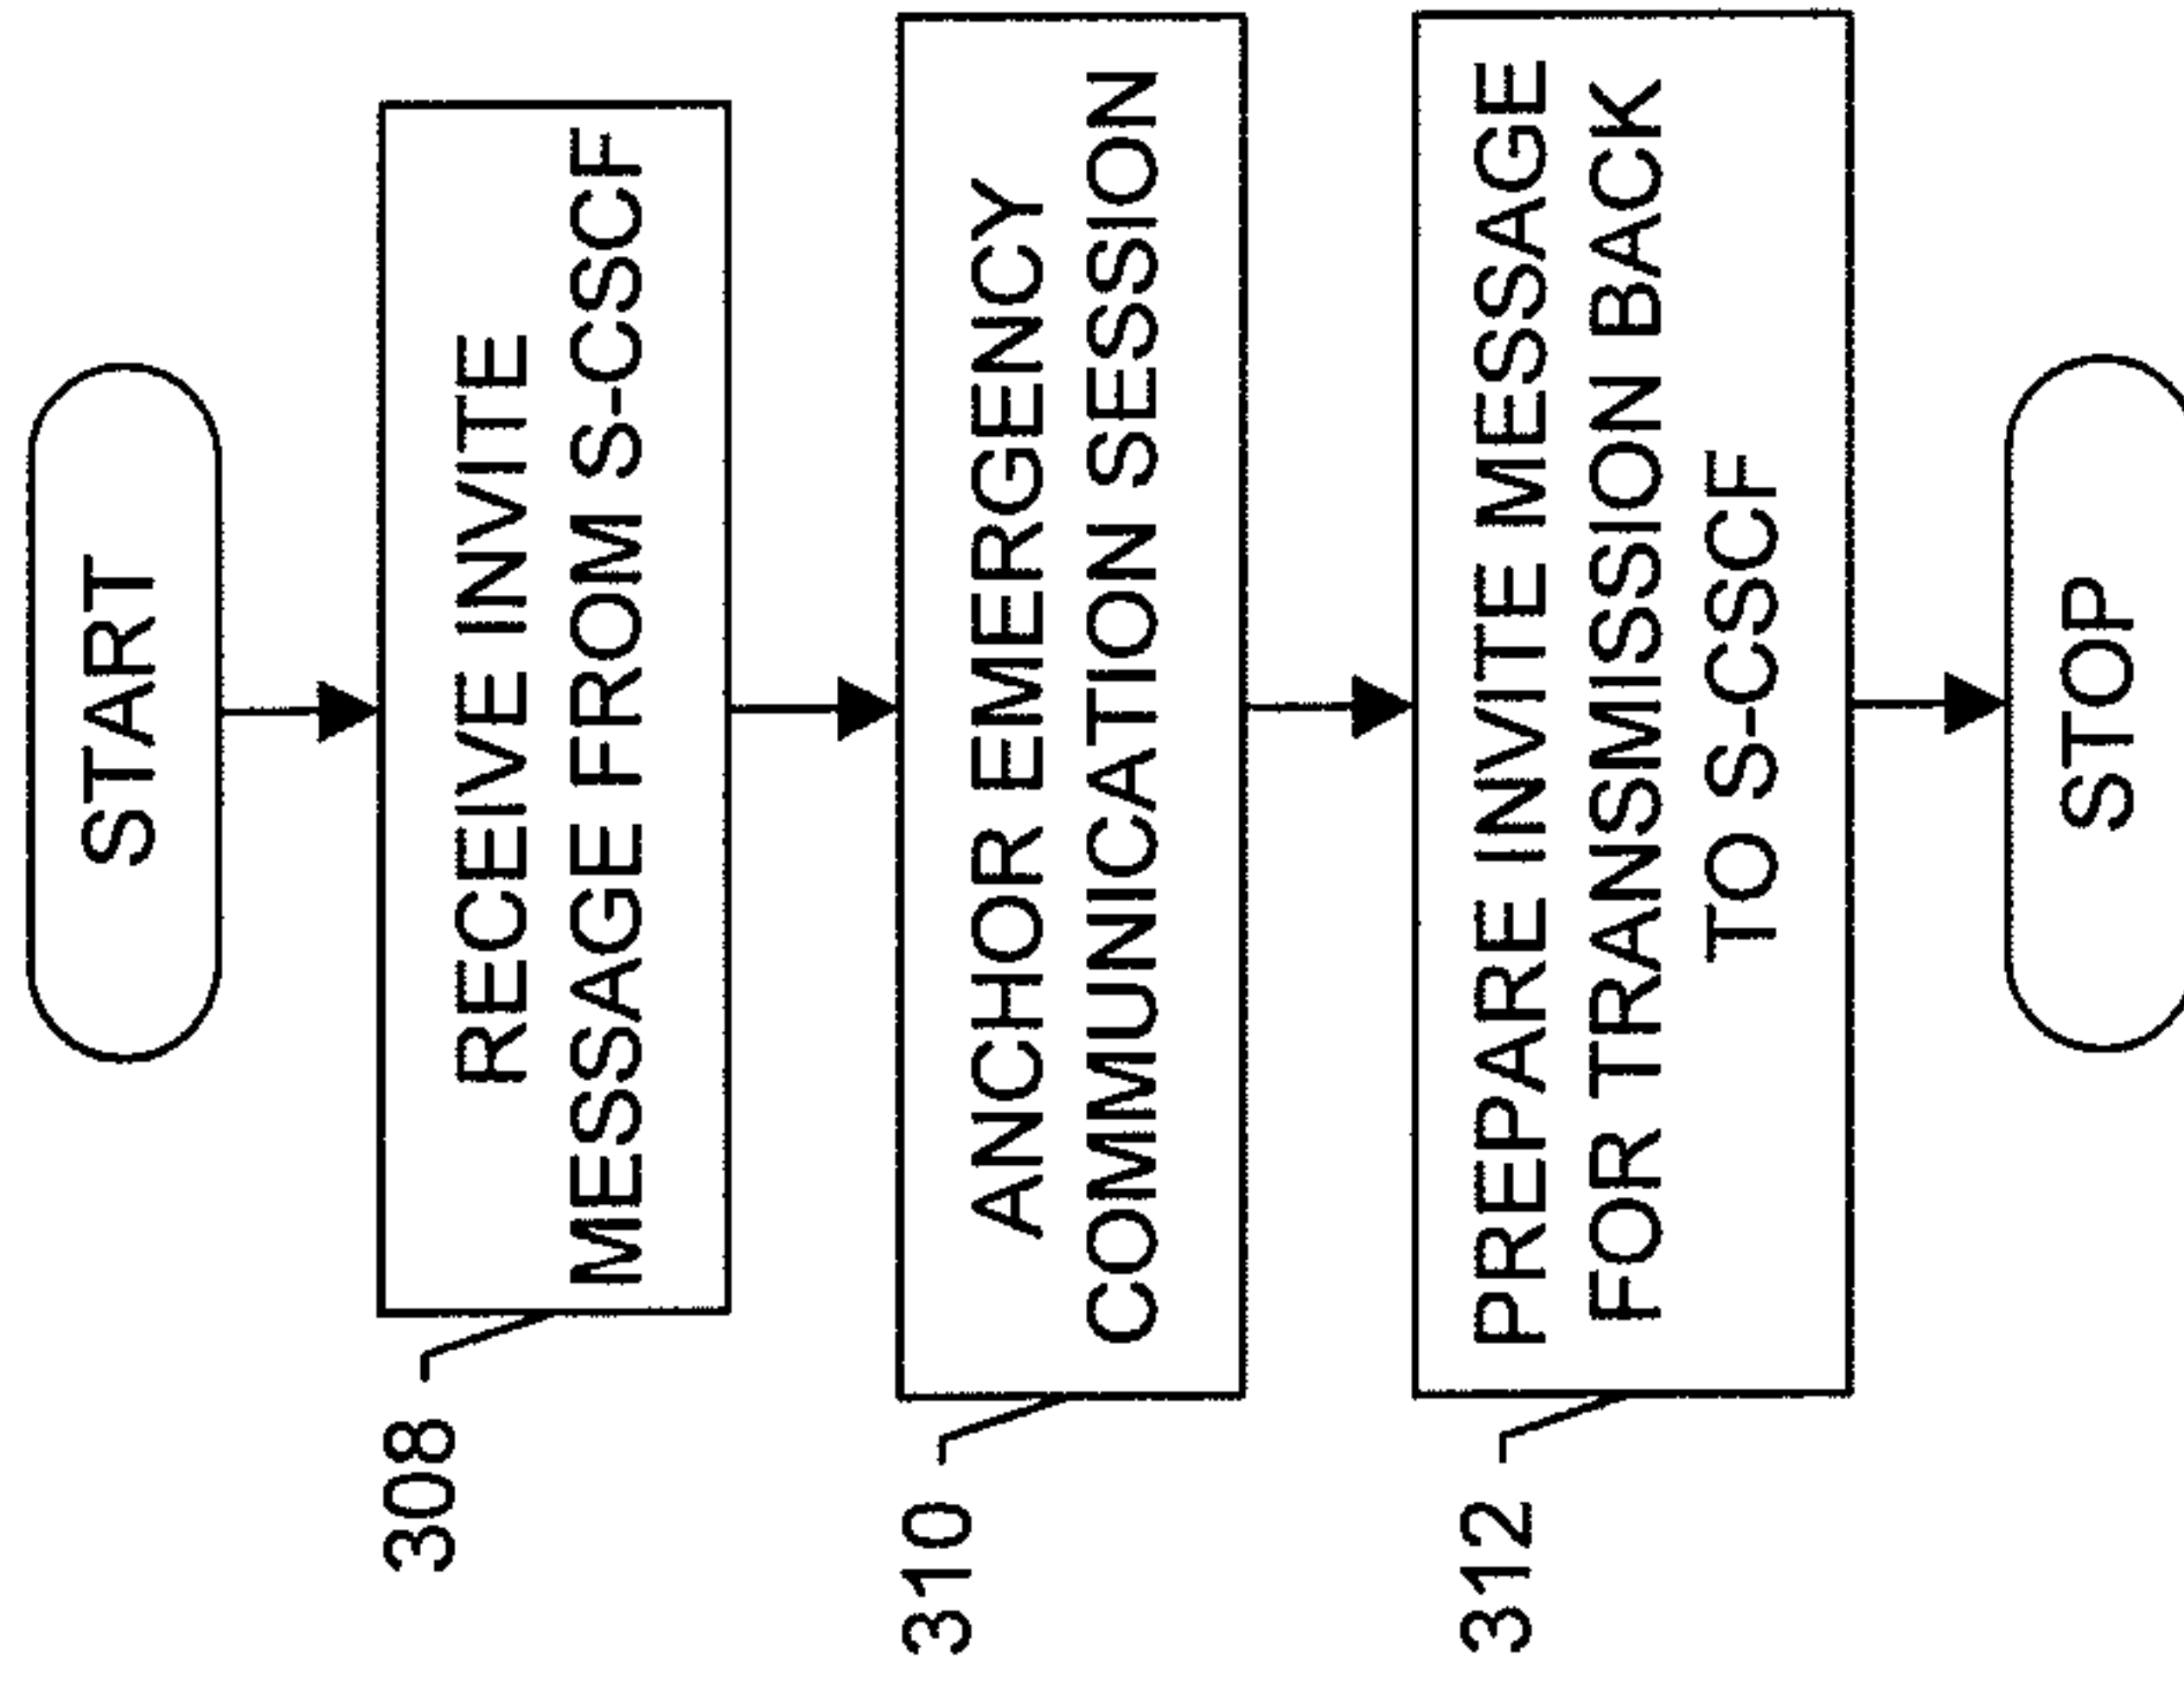 START
308
RECEIVE INVITE
MESSAGE FROM S-CSCF
310
ANCHOR EMERGENCY
COMMUNICATION SESSION
312
PREPARE INVITE MESSAGE
FOR TRANSMISSION BACK
TO S-CSCF
STOP